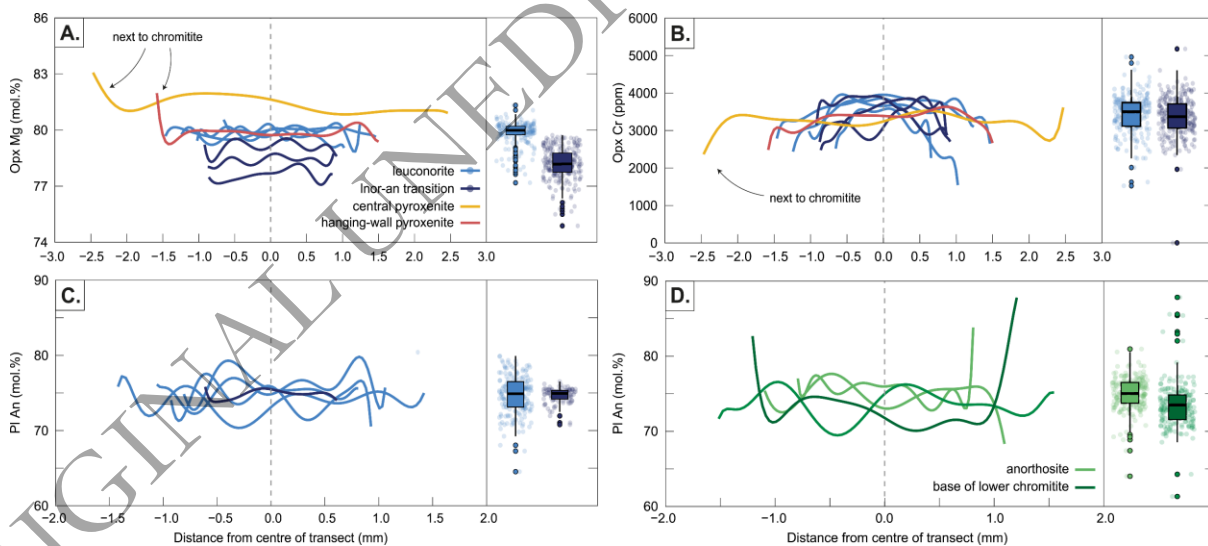 A.
next to chromitite
Opx Mg (mol.%)
86
83
80
77
74
leuconorite
lnor-an transition
central pyroxenite
hanging-wall pyroxenite
−2.5 −2.0 −1.5 −1.0 −0.5 0.0 0.5 1.0 1.5 2.0 2.5 3.0
B.
next to chromitite
Opx Cr (ppm)
6000
5000
4000
3000
2000
1000
0
−3.0 −2.5 −2.0 −1.5 −1.0 −0.5 0.0 0.5 1.0 1.5 2.0 2.5 3.0
C.
Pl An (mol.%)
90
80
70
60
−2.0 −1.5 −1.0 −0.5 0.0 0.5 1.0 1.5 2.0
Distance from centre of transect (mm)
D.
Pl An (mol.%)
90
80
70
60
anorthosite
base of lower chromitite
−2.0 −1.0 0.0 1.0 2.0
Distance from centre of transect (mm)